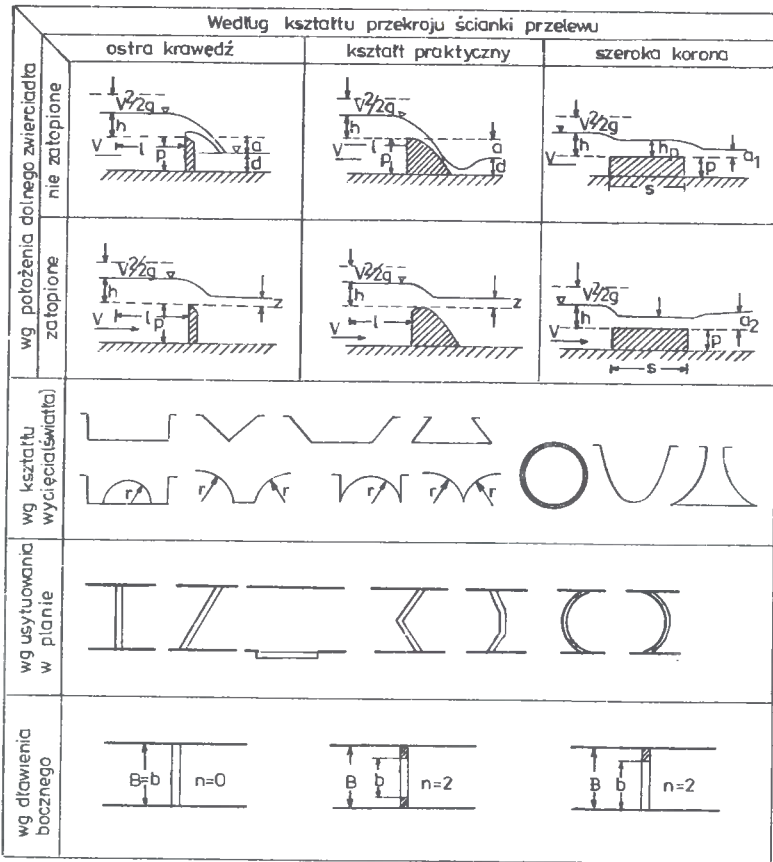 Według kształtu przekroju ścianki przelewu
ostra krawędź
kształt praktyczny
szeroka korona
wg położenia dolnego zwierciadła
nie zatopione
V²/2g
h
V
l
p
a
d
V²/2g
h
V
l
p
a
d
V²/2g
h
V
hp
p
a1
s
zatopione
V²/2g
h
V
l
p
z
V²/2g
h
V
l
z
V²/2g
h
V
p
a2
s
wg kształtu
wycięcia(światła)
r
r
r
r
r
wg usytuowania
w planie
wg dławienia
bocznego
B=b
n=0
B
b
n=2
B
b
n=2